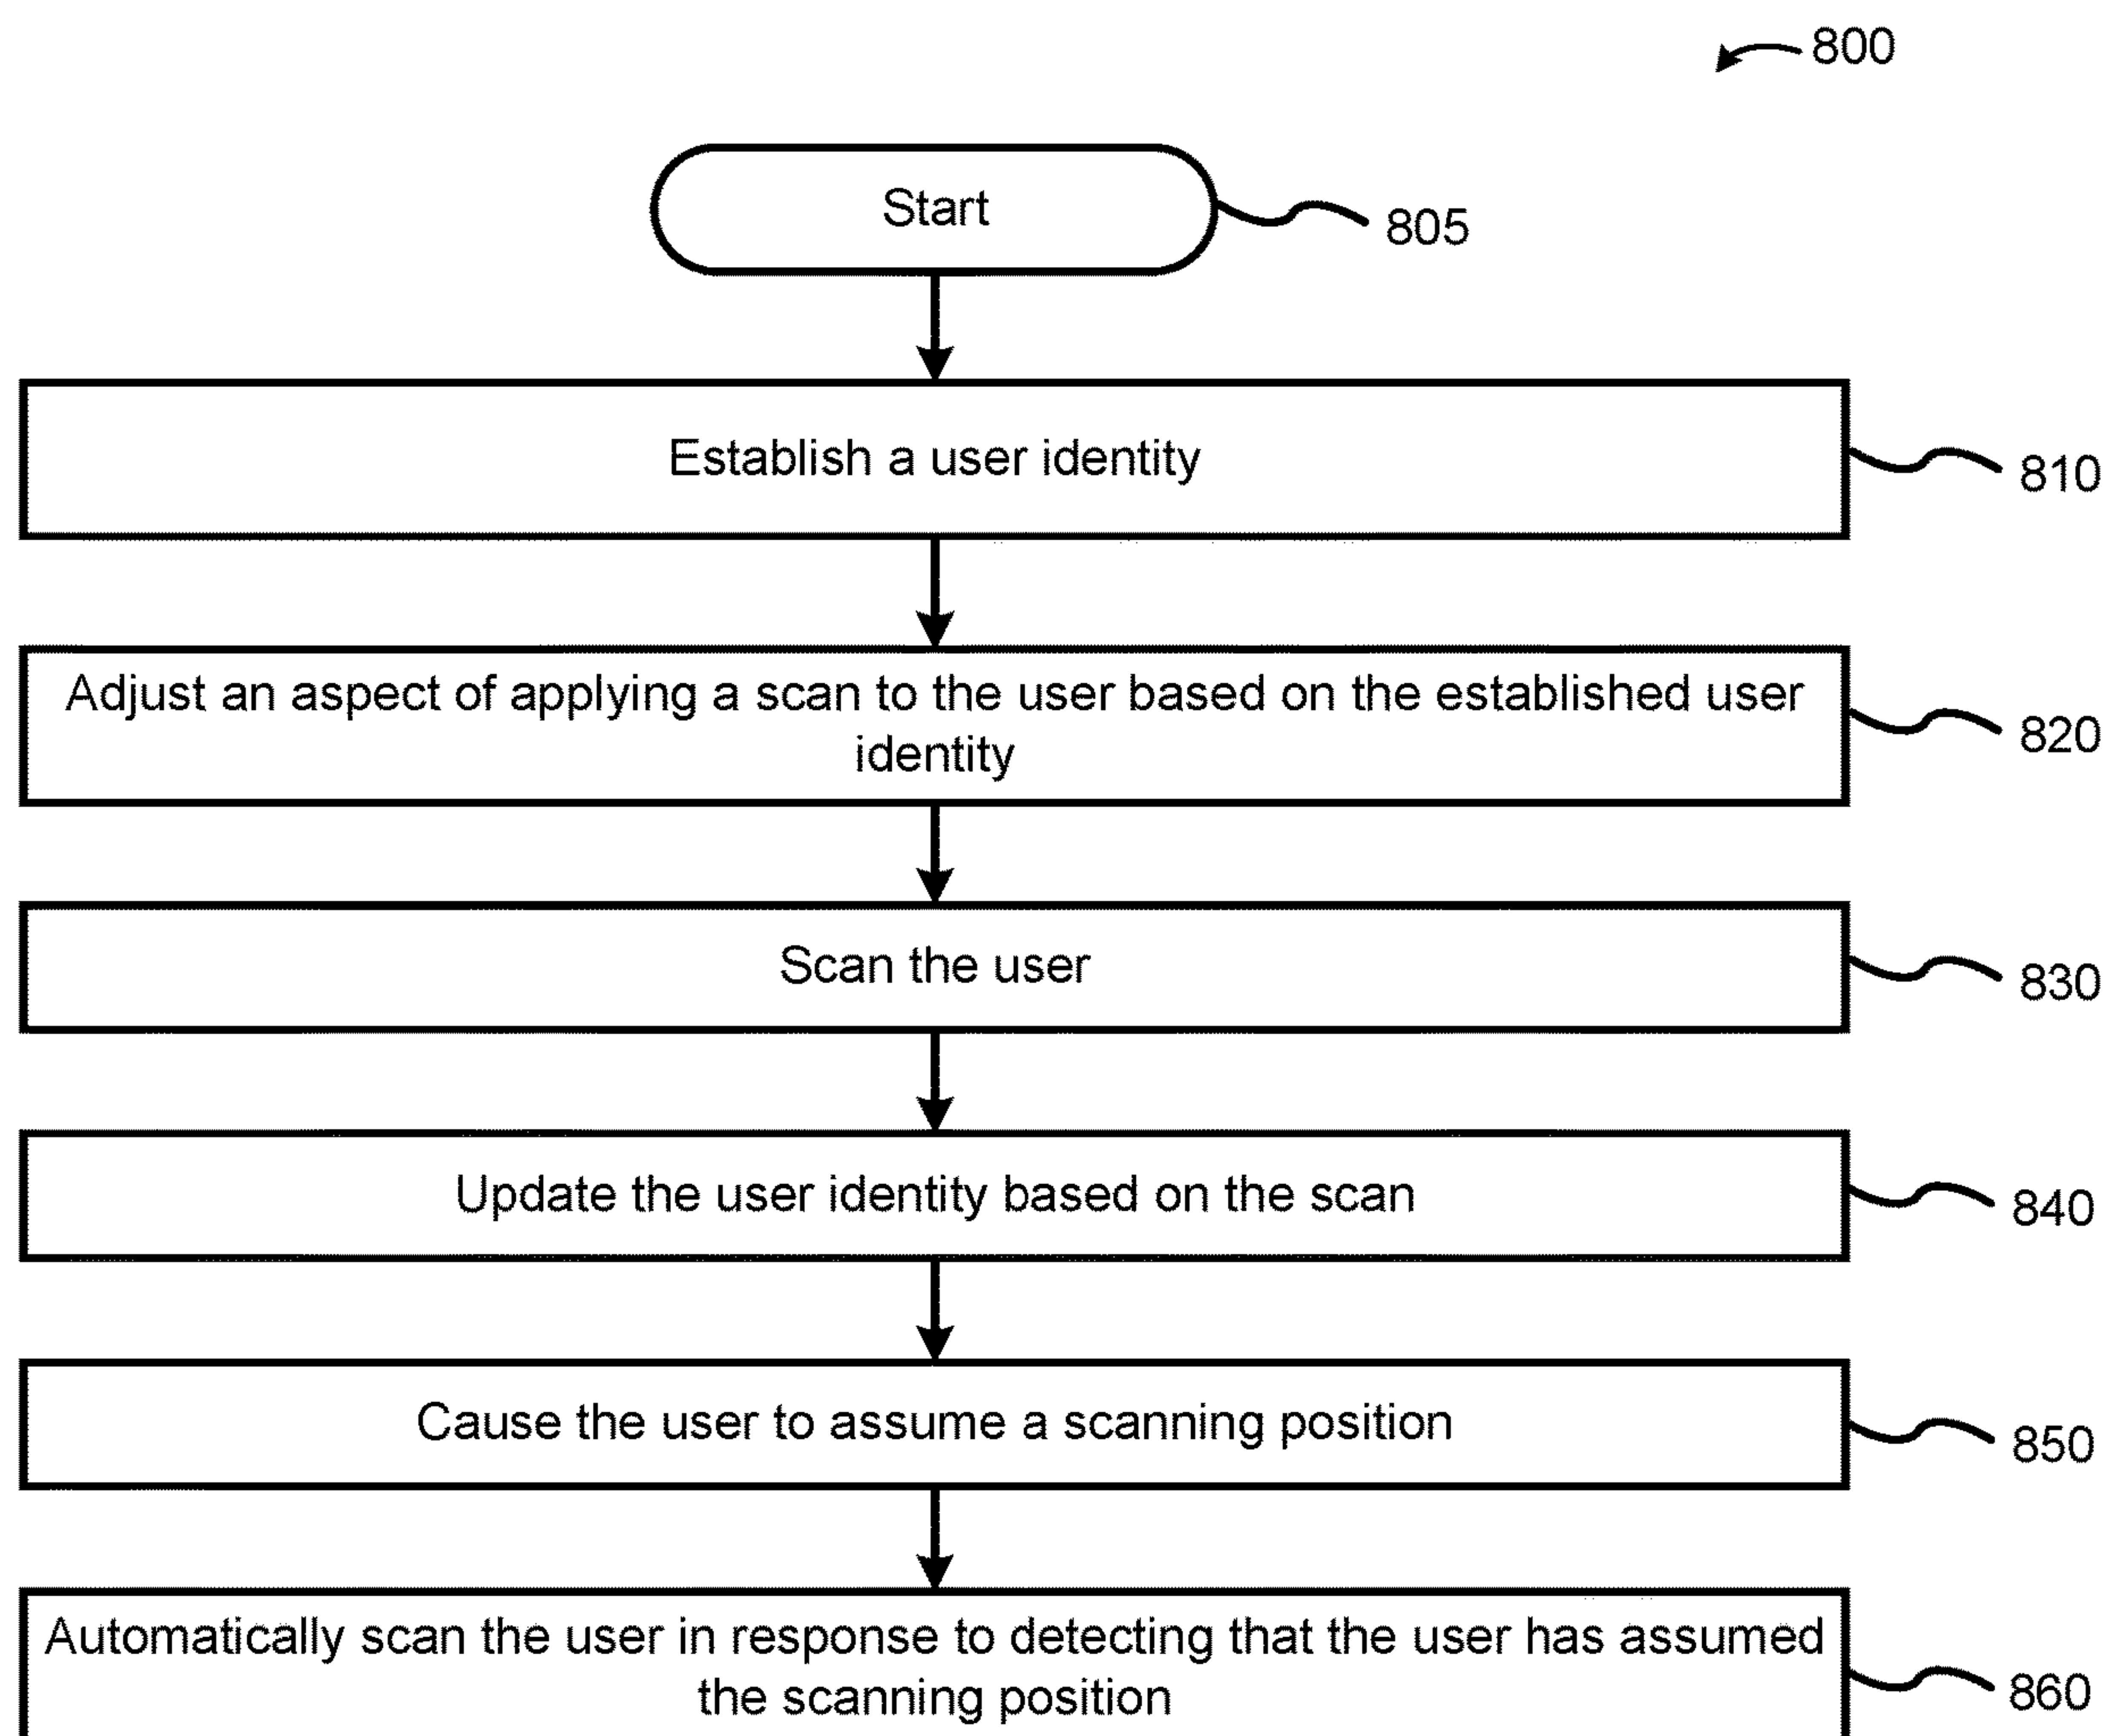 800
Start
805
Establish a user identity
810
Adjust an aspect of applying a scan to the user based on the established user
identity
820
Scan the user
830
Update the user identity based on the scan
840
Cause the user to assume a scanning position
850
Automatically scan the user in response to detecting that the user has assumed
the scanning position
860